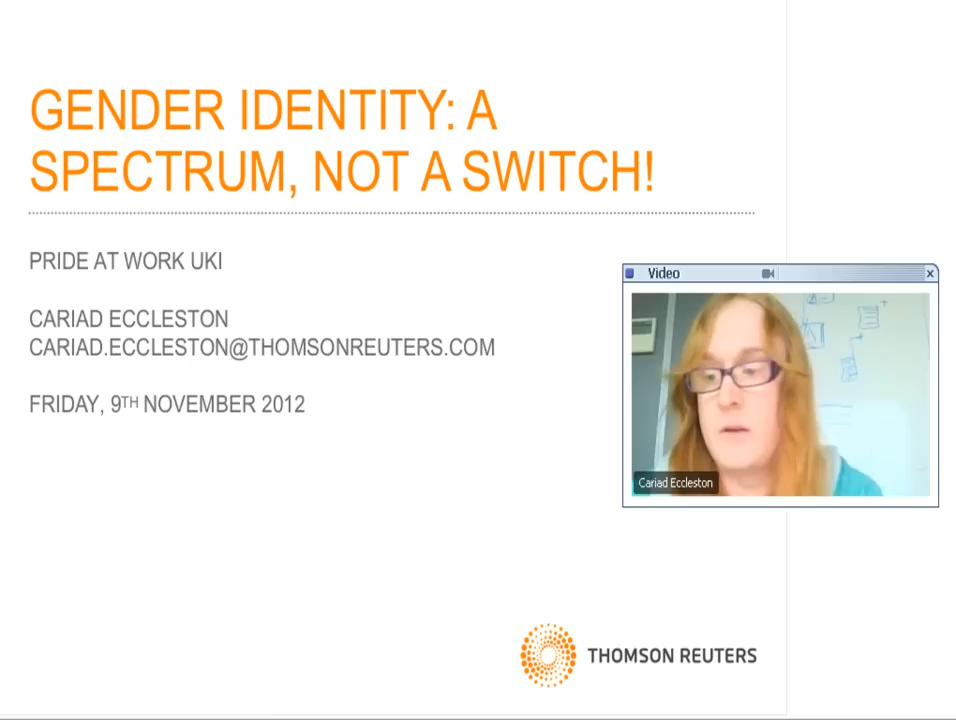 GENDER IDENTITY: A
SPECTRUM, NOT A SWITCH!
PRIDE AT WORK UKI
CARIAD ECCLESTON
CARIAD.ECCLESTON@THOMSONREUTERS.COM
FRIDAY, 9TH NOVEMBER 2012
Video
Cariad Eccleston
THOMSON REUTERS